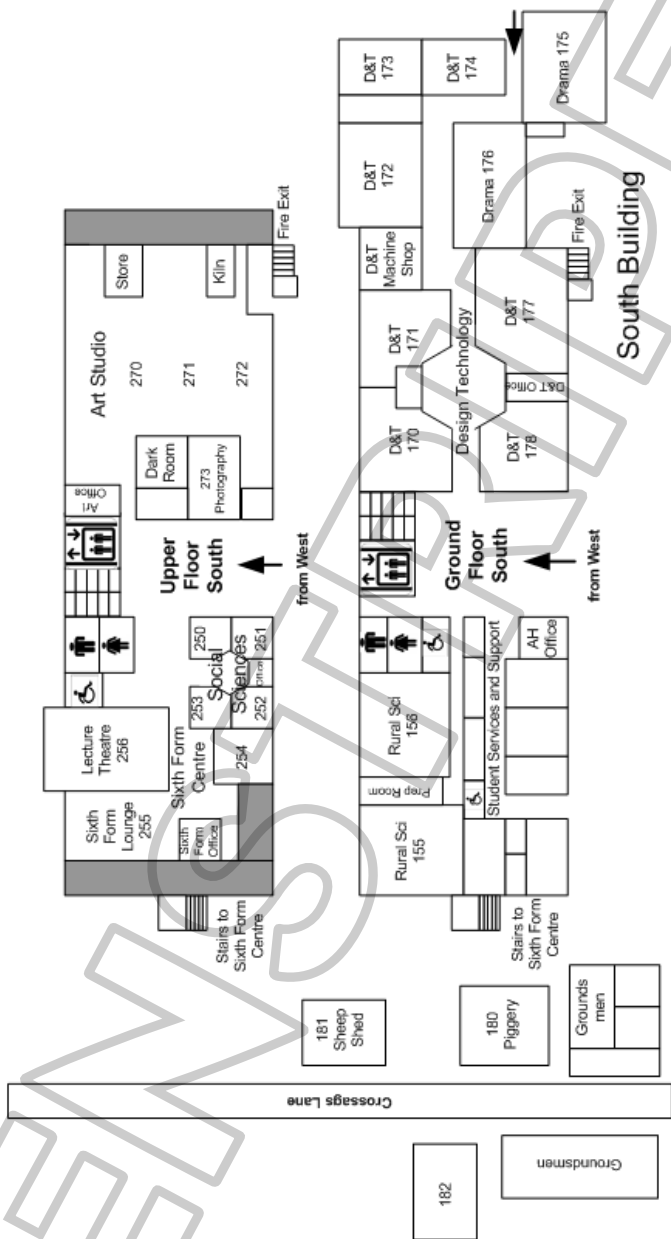 D&T
173
D&T
174
Drama 175
D&T
172
Drama 176
D&T
Machine
Shop
Fire Exit
D&T
171
D&T
177
South Building
Design Technology
D&T Office
D&T
170
D&T
178
Ground
Floor
South
from West
Rural Sci
156
Prep Room
Rural Sci
155
Student Services and Support
AH
Office
Stairs to
Sixth Form
Centre
Fire Exit
Store
Kiln
Art Studio
270
271
272
Dark
Room
273
Photography
Art
Office
Upper
Floor
South
from West
250
251
Social
Sciences
Office
253
252
254
Lecture
Theatre
256
Sixth Form
Centre
Sixth
Form
Lounge
255
Sixth
Form
Office
Stairs to
Sixth Form
Centre
181
Sheep
Shed
180
Piggery
Grounds
men
Crossags Lane
182
Groundsmen
ENSTRIDE